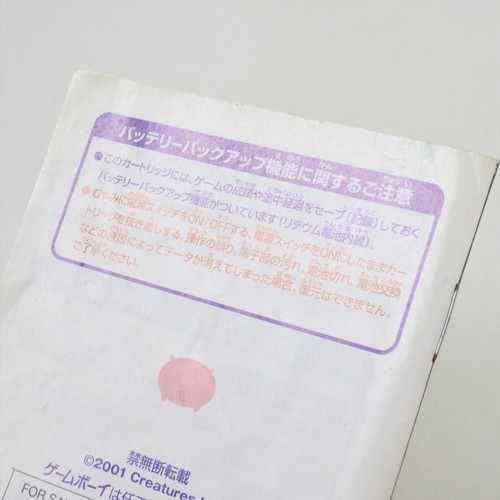 バッテリーバックアップ機能に関するご注意
●このカートリッジには、ゲームの成績や途中経過をセーブ（記録）しておく
バッテリーバックアップ機能がついています（リチウム電池内蔵）。
●むやみに電源スイッチをON/OFFする、電源スイッチをONにしたままカー
トリッジを抜き差しする、操作の誤り、端子部の汚れ、電池切れ、電池交換
などの原因によってデータが消えてしまった場合、復元はできません。
ご了承ください。
禁無断転載
©2001 Creatures
ゲームボーイは任
FOR SA